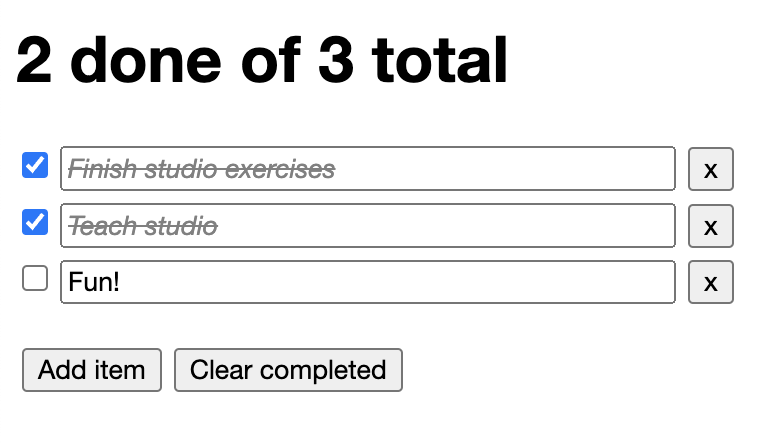 2 done of 3 total
Finish studio exercises x
Teach studio x
Fun! x
Add item Clear completed